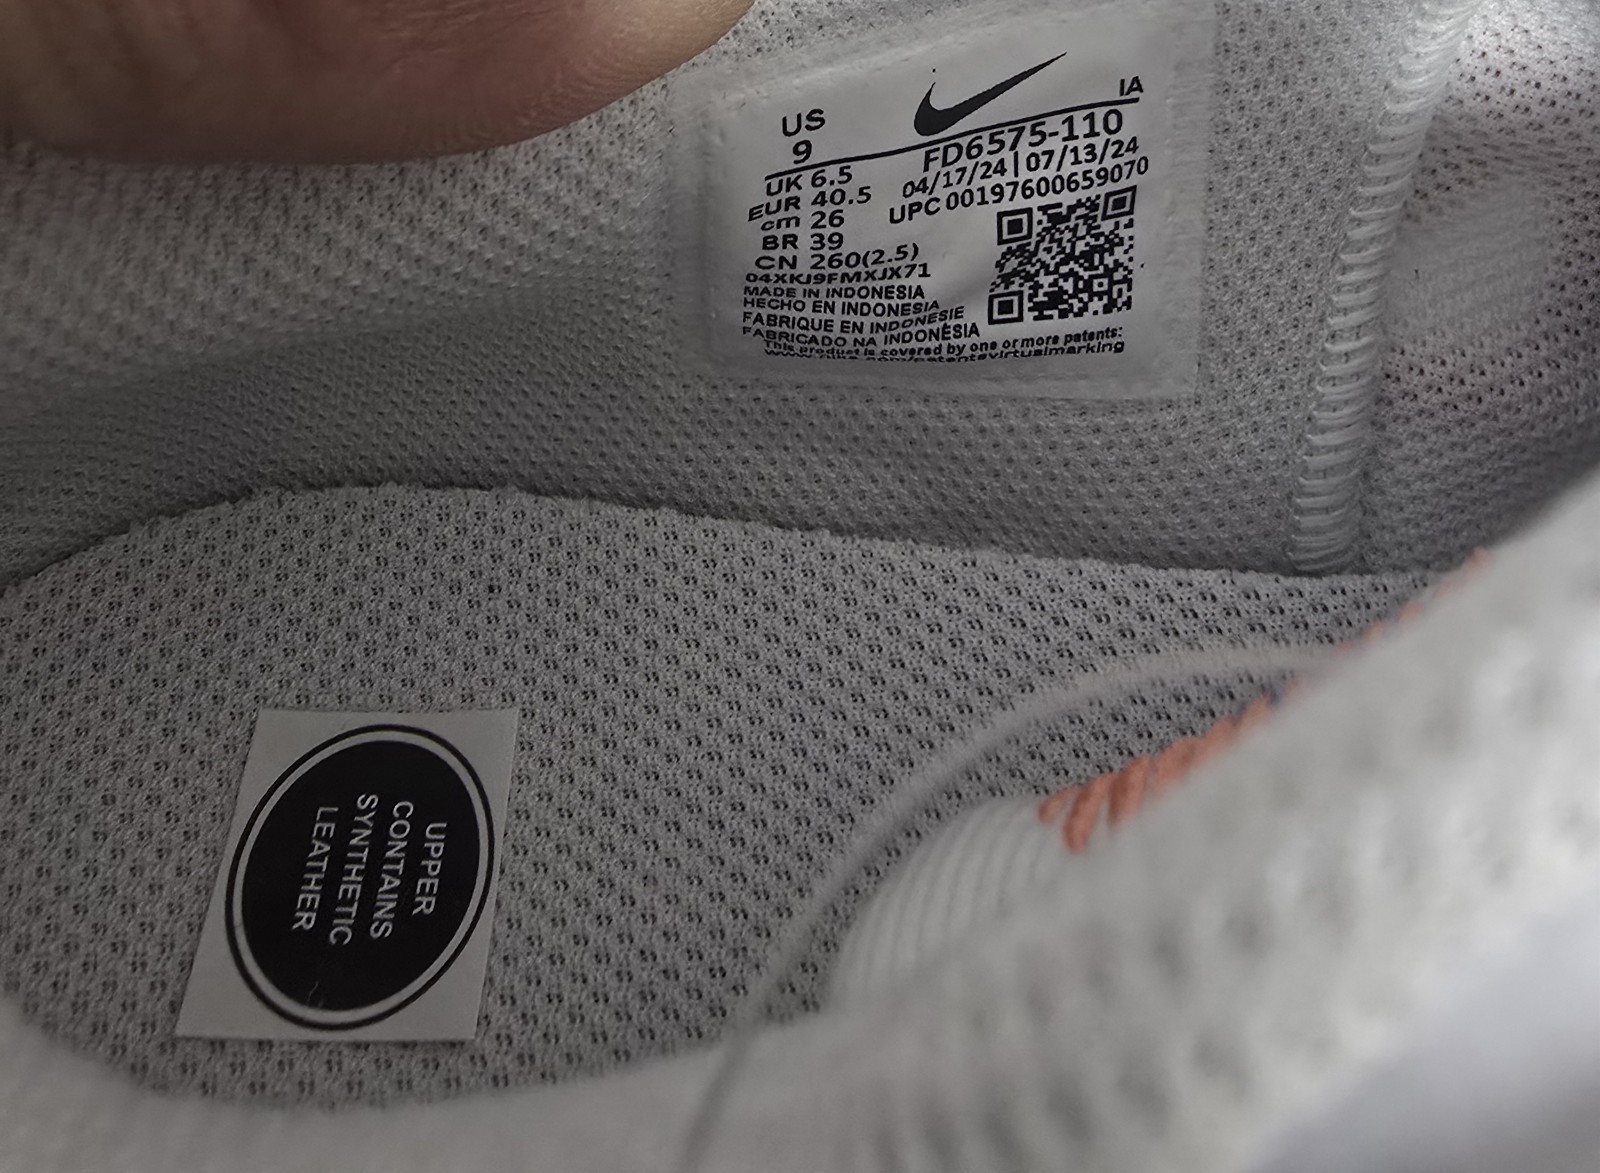 US
9
UK 6.5
EUR 40.5
cm 26
BR 39
CN 260(2.5)
04XKJ9FMXJX71
IA
FD6575-110
04/17/24|07/13/24
UPC 00197600659070
MADE IN INDONESIA
HECHO EN INDONESIA
FABRIQUE EN INDONESIE
FABRICADO NA INDONÉSIA
This product is covered by one or more patents:
UPPER
CONTAINS
SYNTHETIC
LEATHER